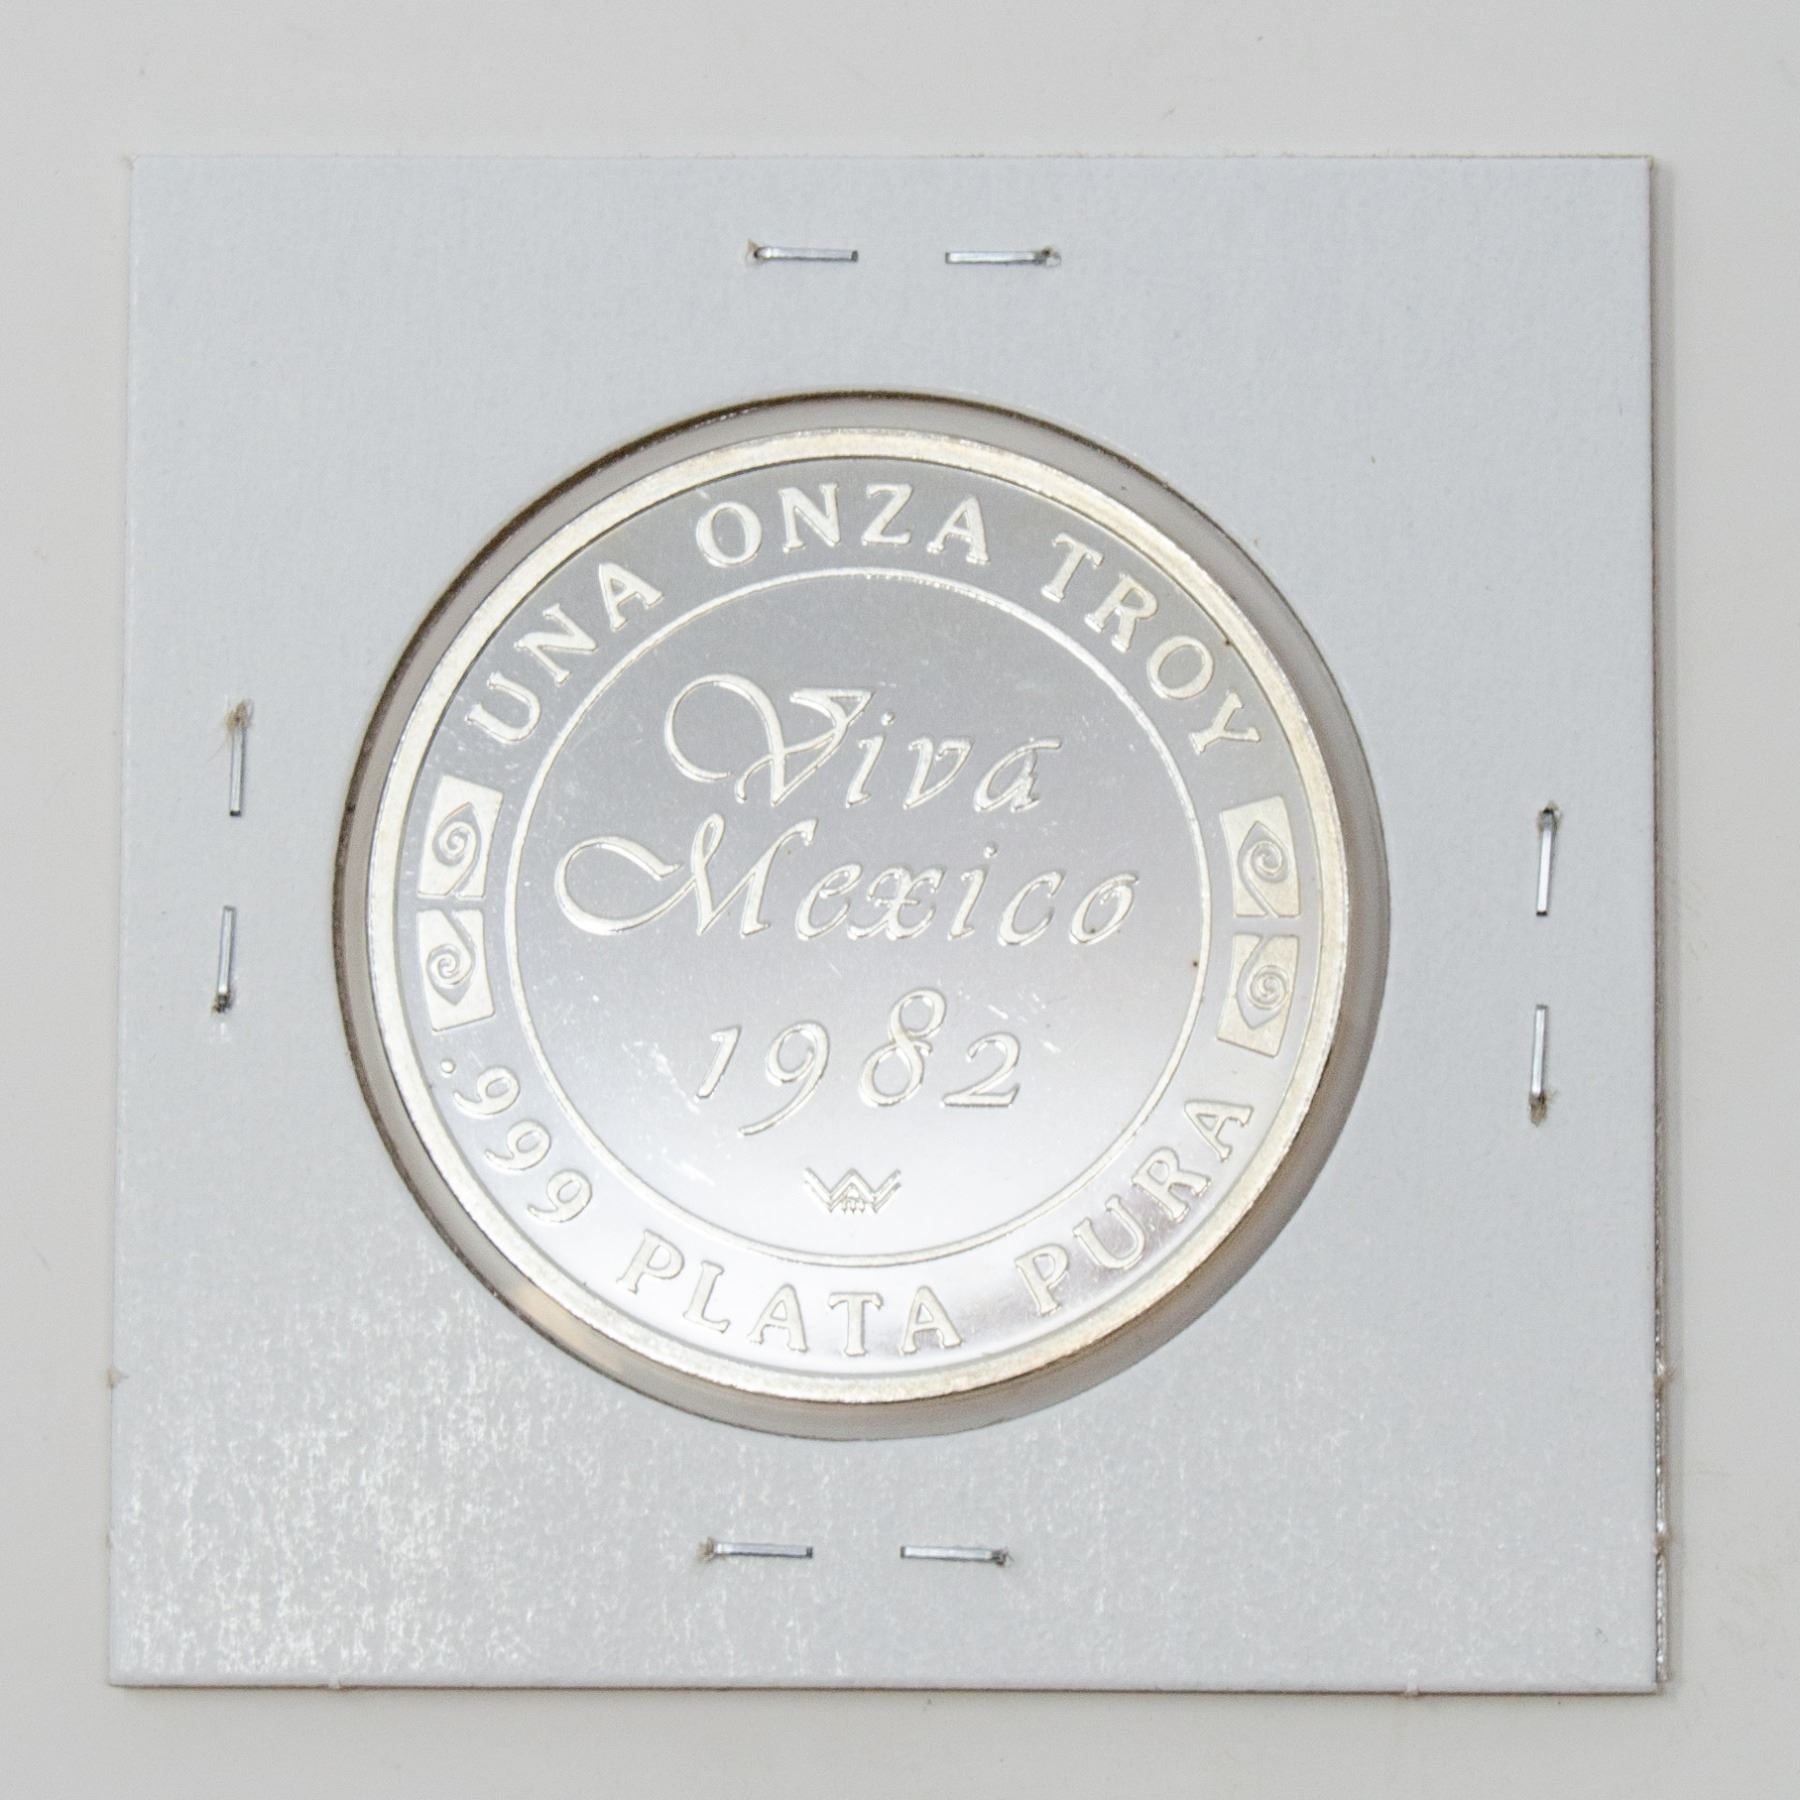 UNA ONZA TROY
Viva
Mexico
1982
.999 PLATA PURA